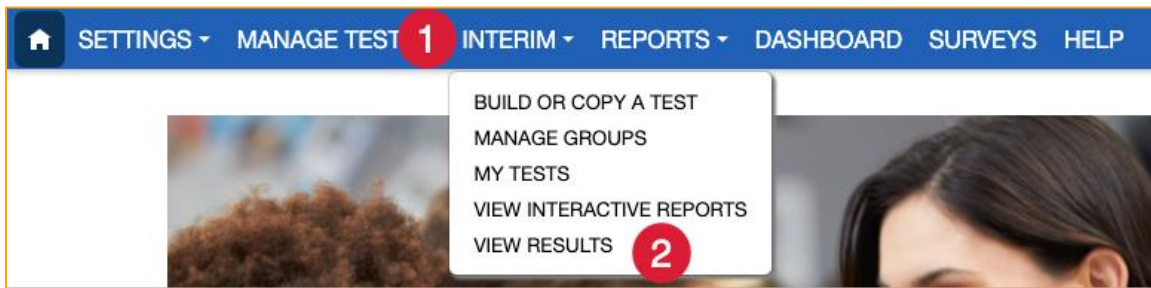 SETTINGS MANAGE TEST 1 INTERIM REPORTS DASHBOARD SURVEYS HELP
BUILD OR COPY A TEST
MANAGE GROUPS
MY TESTS
VIEW INTERACTIVE REPORTS
VIEW RESULTS 2